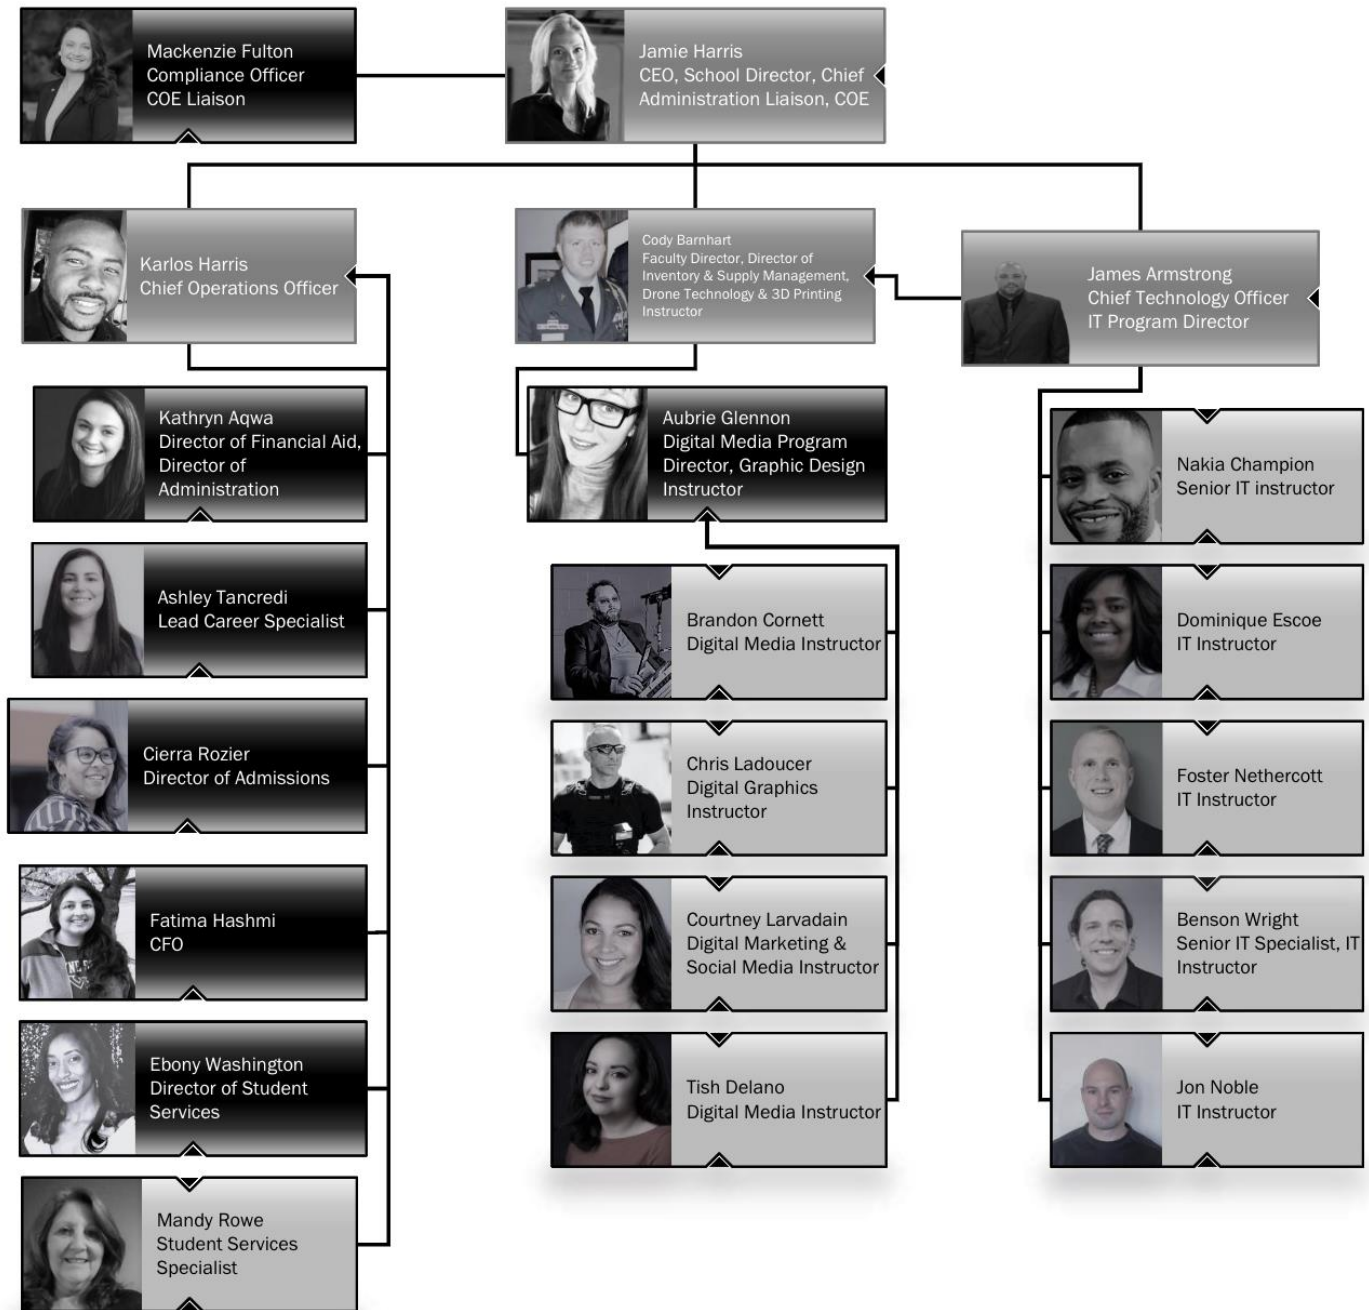 Mackenzie Fulton
Compliance Officer
COE Liaison
Jamie Harris
CEO, School Director, Chief
Administration Liaison, COE
Karlos Harris
Chief Operations Officer
Cody Barnhart
Faculty Director, Director of
Inventory & Supply Management,
Drone Technology & 3D Printing
Instructor
James Armstrong
Chief Technology Officer
IT Program Director
Kathryn Aqwa
Director of Financial Aid,
Director of
Administration
Ashley Tancredi
Lead Career Specialist
Cierra Rozier
Director of Admissions
Fatima Hashmi
CFO
Ebony Washington
Director of Student
Services
Mandy Rowe
Student Services
Specialist
Aubrie Glennon
Digital Media Program
Director, Graphic Design
Instructor
Brandon Cornett
Digital Media Instructor
Chris Ladoucer
Digital Graphics
Instructor
Courtney Larvadain
Digital Marketing &
Social Media Instructor
Tish Delano
Digital Media Instructor
Nakia Champion
Senior IT instructor
Dominique Escoe
IT Instructor
Foster Nethercott
IT Instructor
Benson Wright
Senior IT Specialist, IT
Instructor
Jon Noble
IT Instructor